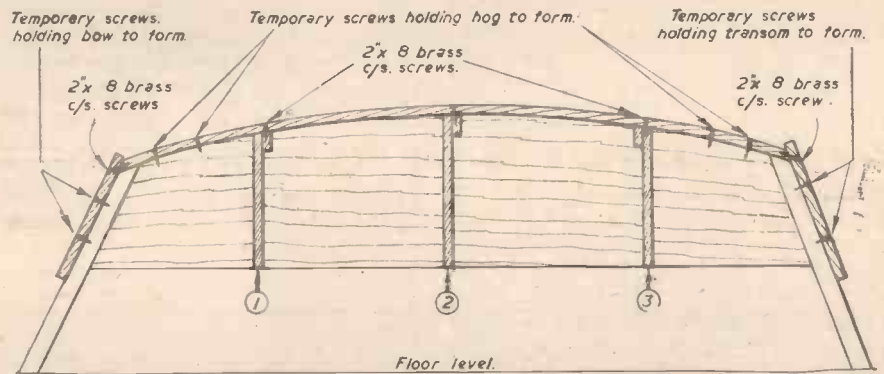 Temporary screws.
holding bow to form.
Temporary screws holding hog to form.
Temporary screws
holding transom to form.
2"x 8 brass
c/s. screws
2"x 8 brass
c/s. screws.
2"x 8 brass
c/s. screw.
1
2
3
Floor level.